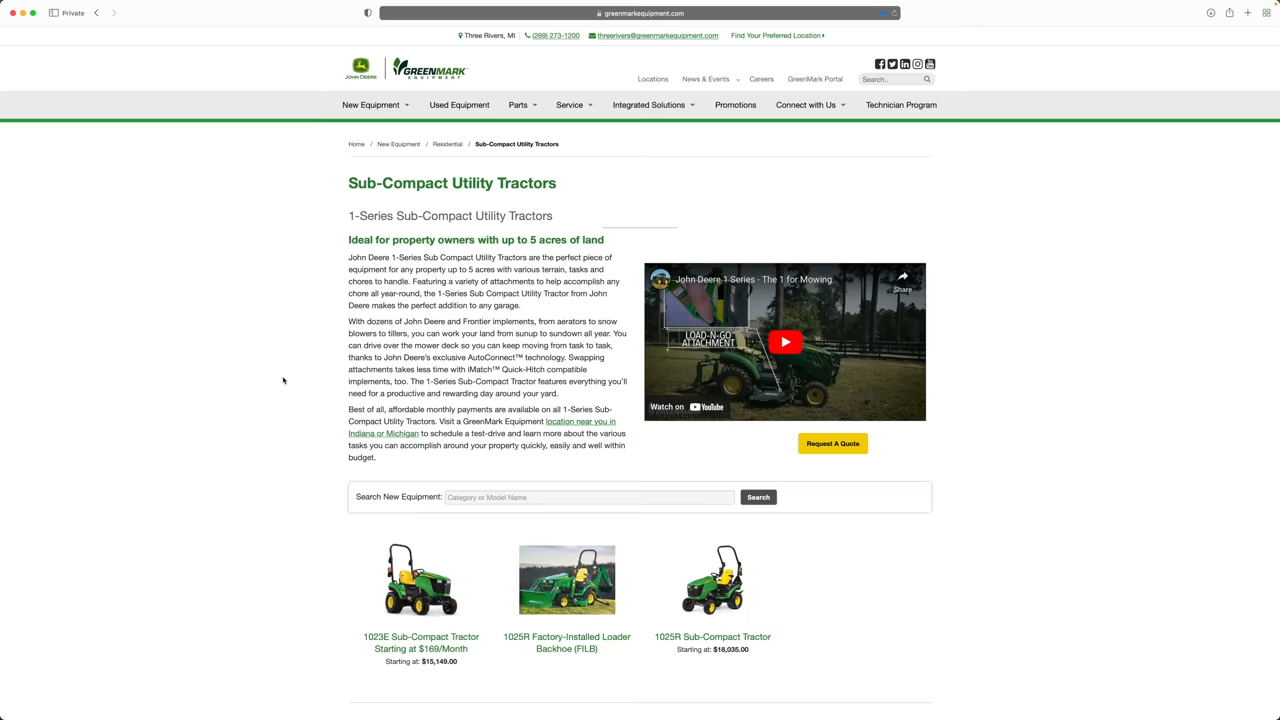 Private
greenmarkequipment.com
Three Rivers, MI
(269) 273-1200
threerivers@greenmarkequipment.com
Find Your Preferred Location
JOHN DEERE
GREENMARK
EQUIPMENT
Locations
News & Events
Careers
GreenMark Portal
Search..
New Equipment
Used Equipment
Parts
Service
Integrated Solutions
Promotions
Connect with Us
Technician Program
Home / New Equipment / Residential / Sub-Compact Utility Tractors
Sub-Compact Utility Tractors
1-Series Sub-Compact Utility Tractors
Ideal for property owners with up to 5 acres of land
John Deere 1-Series Sub Compact Utility Tractors are the perfect piece of
equipment for any property up to 5 acres with various terrain, tasks and
chores to handle. Featuring a variety of attachments to help accomplish any
chore all year-round, the 1-Series Sub Compact Utility Tractor from John
Deere makes the perfect addition to any garage.
With dozens of John Deere and Frontier implements, from aerators to snow
blowers to tillers, you can work your land from sunup to sundown all year. You
can drive over the mower deck so you can keep moving from task to task,
thanks to John Deere's exclusive AutoConnect™ technology. Swapping
attachments takes less time with iMatch™ Quick-Hitch compatible
implements, too. The 1-Series Sub-Compact Tractor features everything you'll
need for a productive and rewarding day around your yard.
Best of all, affordable monthly payments are available on all 1-Series Sub-
Compact Utility Tractors. Visit a GreenMark Equipment location near you in
Indiana or Michigan to schedule a test-drive and learn more about the various
tasks you can accomplish around your property quickly, easily and well within
budget.
John Deere 1 Series - The 1 for Mowing
Share
LOAD-N-GO
ATTACHMENT
Watch on YouTube
Request A Quote
Search New Equipment:
Category or Model Name
Search
1023E Sub-Compact Tractor
Starting at $169/Month
Starting at: $15,149.00
1025R Factory-Installed Loader
Backhoe (FILB)
1025R Sub-Compact Tractor
Starting at: $18,035.00